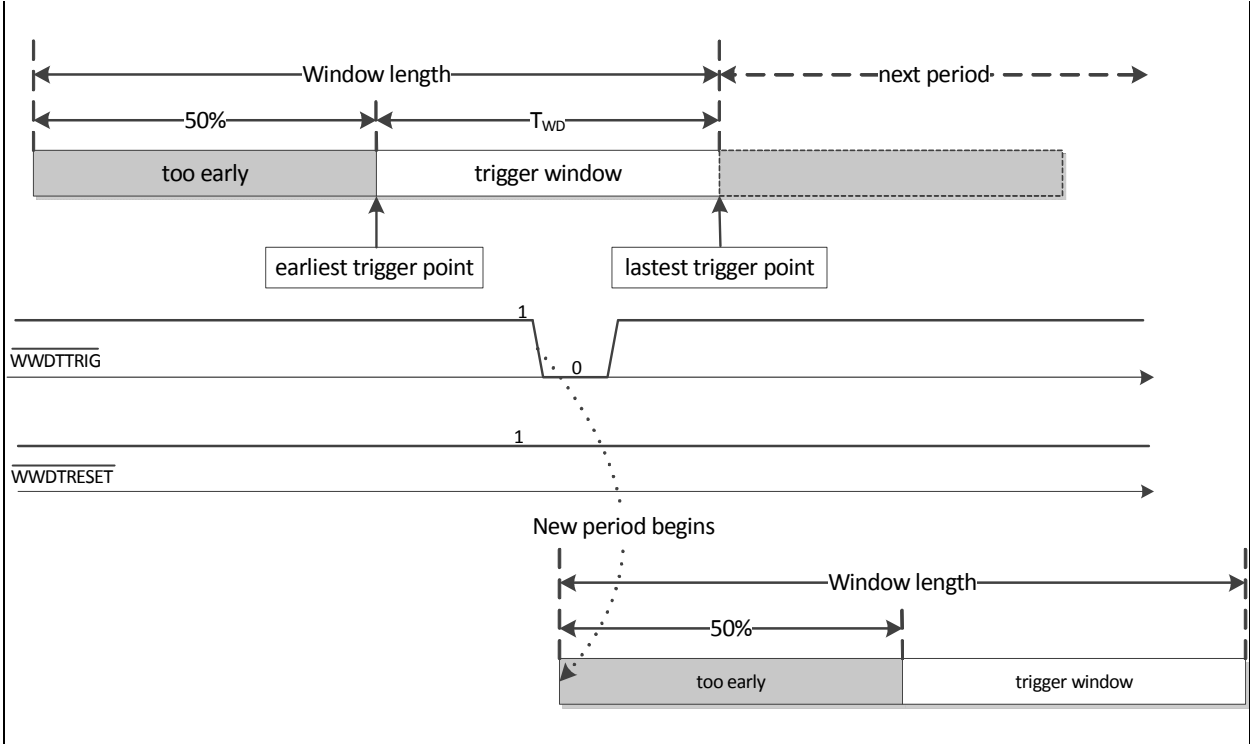 Window length
next period
50%
TWD
too early
trigger window
earliest trigger point
lastest trigger point
1
WWDTTRIG
0
1
WWDTRESET
New period begins
Window length
50%
too early
trigger window